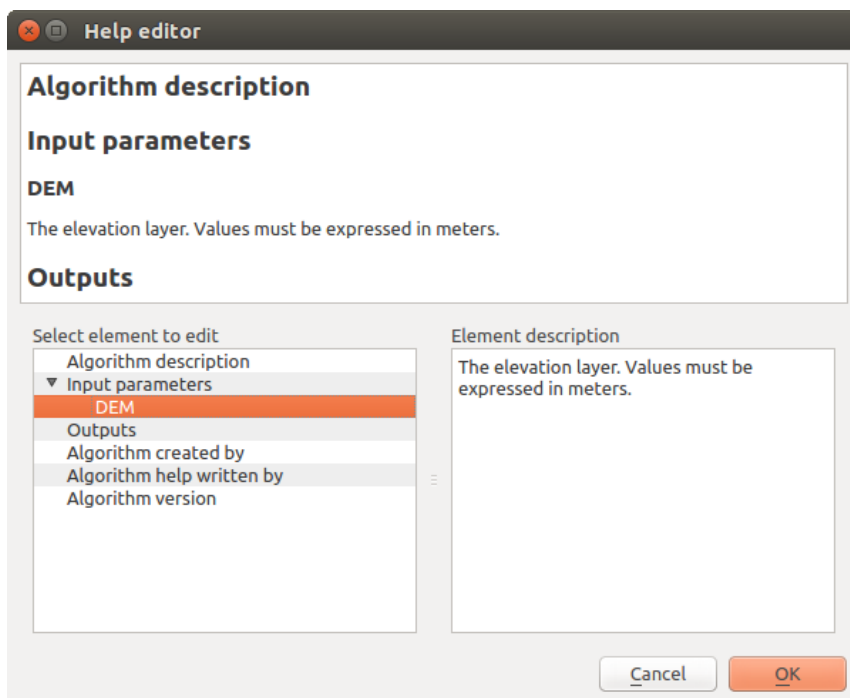 Help editor
Algorithm description
Input parameters
DEM
The elevation layer. Values must be expressed in meters.
Outputs
Select element to edit
Algorithm description
Input parameters
DEM
Outputs
Algorithm created by
Algorithm help written by
Algorithm version
Element description
The elevation layer. Values must be
expressed in meters.
Cancel
OK